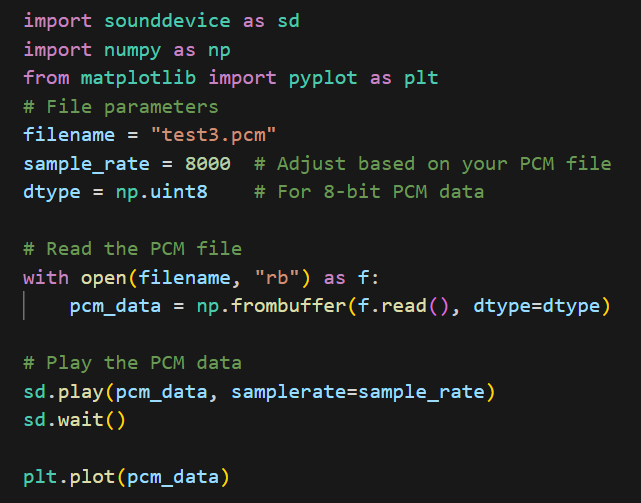 import sounddevice as sd
import numpy as np
from matplotlib import pyplot as plt
# File parameters
filename = "test3.pcm"
sample_rate = 8000  # Adjust based on your PCM file
dtype = np.uint8    # For 8-bit PCM data

# Read the PCM file
with open(filename, "rb") as f:
    pcm_data = np.frombuffer(f.read(), dtype=dtype)

# Play the PCM data
sd.play(pcm_data, samplerate=sample_rate)
sd.wait()

plt.plot(pcm_data)